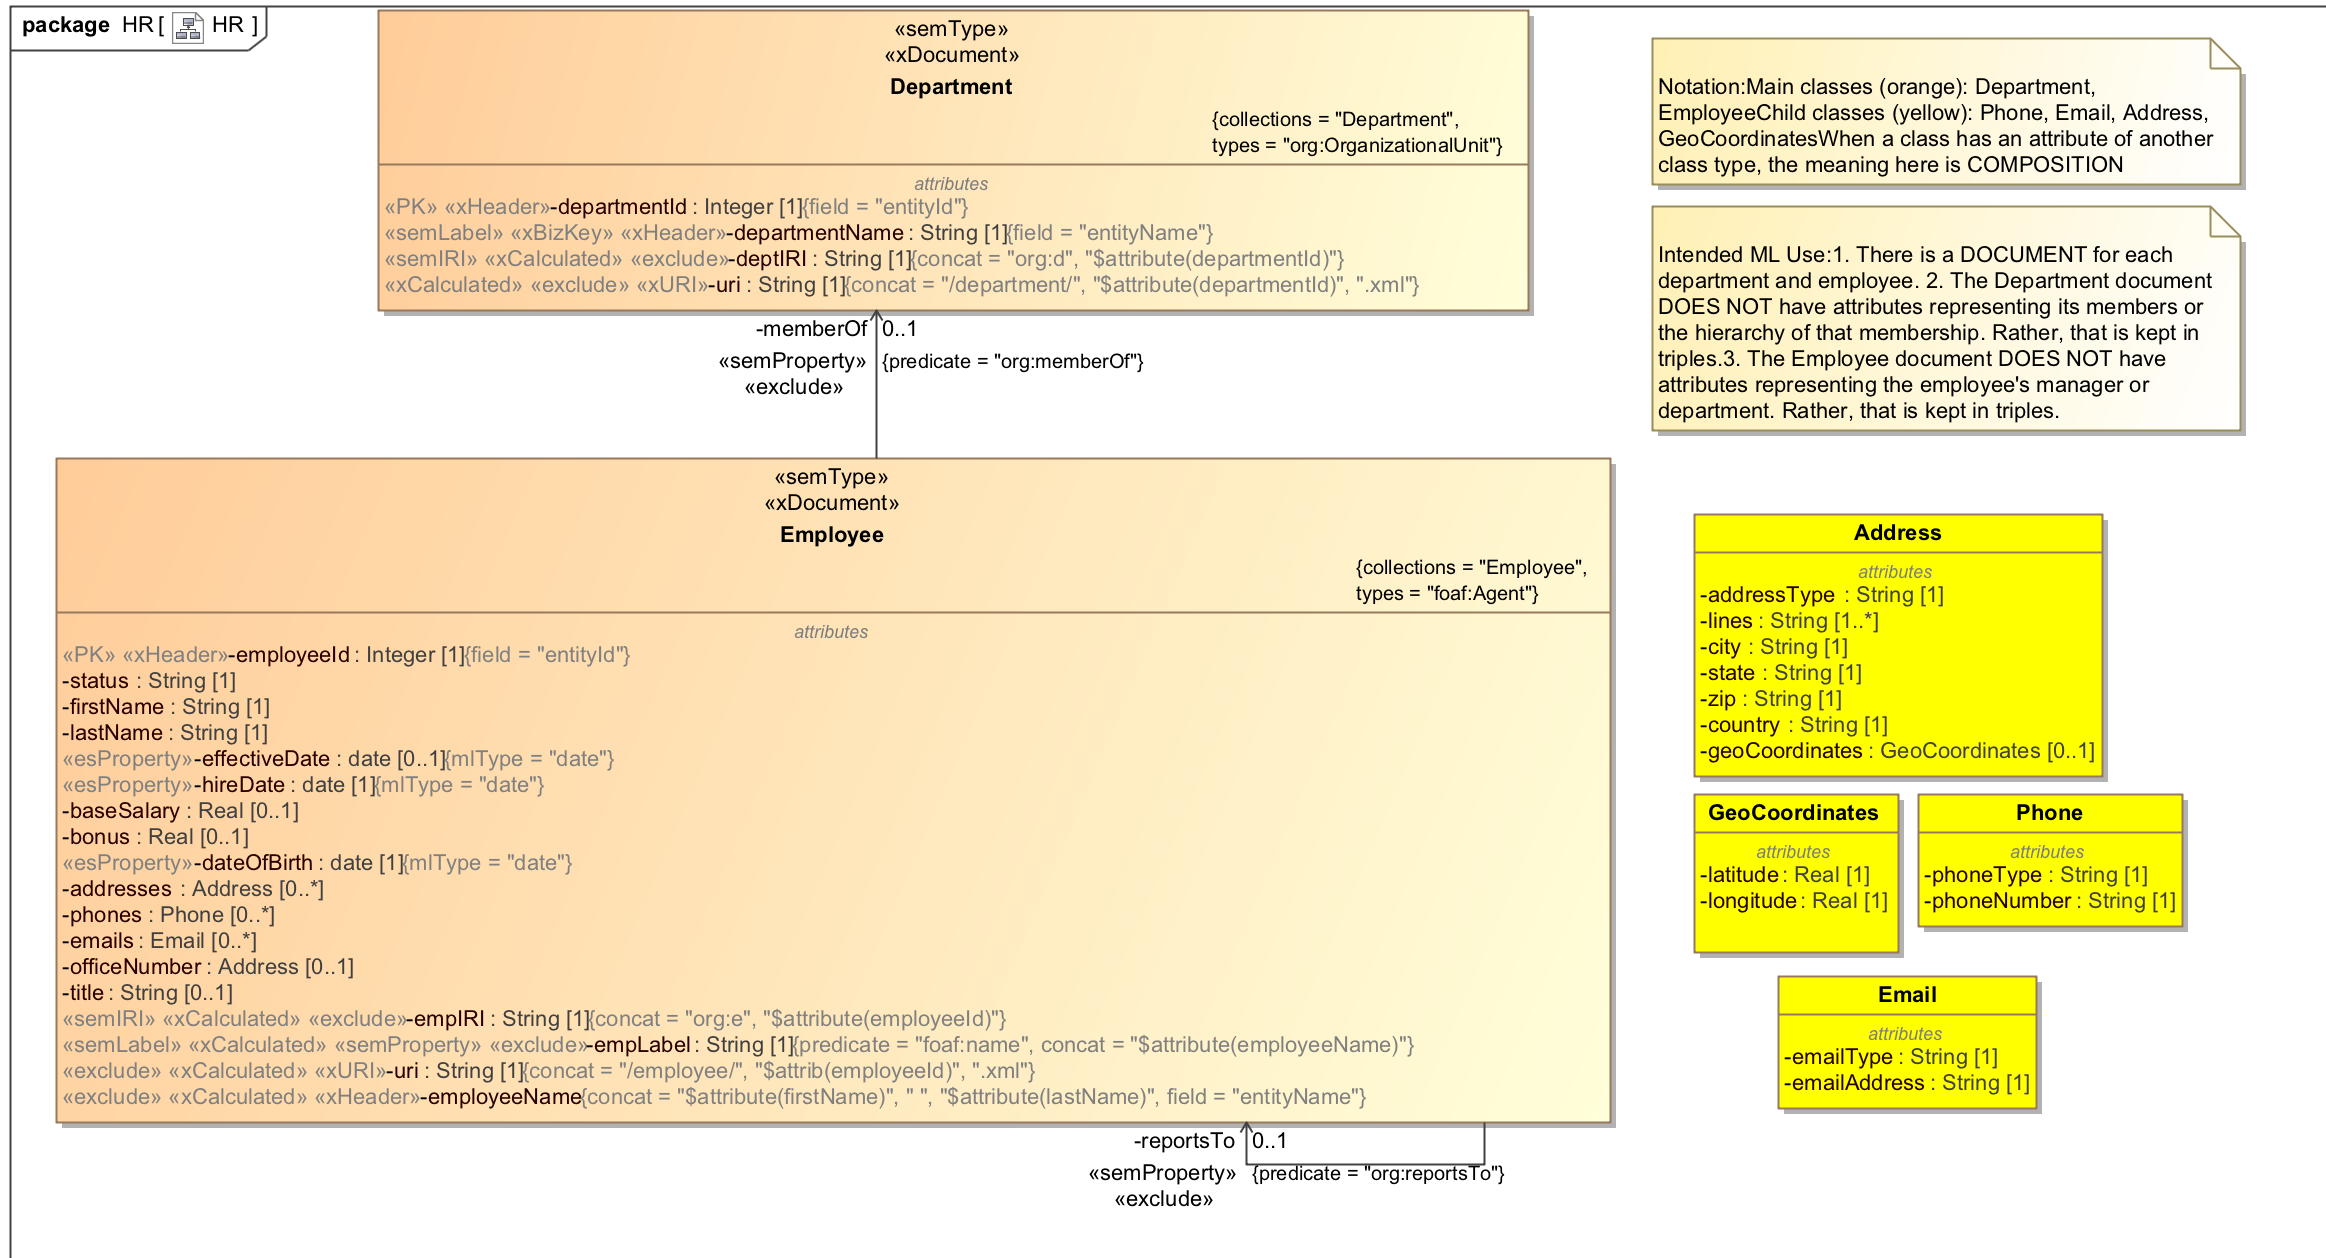 package HR [ HR ]
«semType»
«xDocument»
Department
{collections = "Department",
types = "org:OrganizationalUnit"}
attributes
«PK» «xHeader»-departmentId : Integer [1]{field = "entityId"}
«semLabel» «xBizKey» «xHeader»-departmentName : String [1]{field = "entityName"}
«semIRI» «xCalculated» «exclude»-deptIRI : String [1]{concat = "org:d", "$attribute(departmentId)"}
«xCalculated» «exclude» «xURI»-uri : String [1]{concat = "/department/", "$attribute(departmentId)", ".xml"}
-memberOf 0..1
«semProperty» {predicate = "org:memberOf"}
«exclude»
«semType»
«xDocument»
Employee
{collections = "Employee",
types = "foaf:Agent"}
attributes
«PK» «xHeader»-employeeId : Integer [1]{field = "entityId"}
-status : String [1]
-firstName : String [1]
-lastName : String [1]
«esProperty»-effectiveDate : date [0..1]{mlType = "date"}
«esProperty»-hireDate : date [1]{mlType = "date"}
-baseSalary : Real [0..1]
-bonus : Real [0..1]
«esProperty»-dateOfBirth : date [1]{mlType = "date"}
-addresses : Address [0..*]
-phones : Phone [0..*]
-emails : Email [0..*]
-officeNumber : Address [0..1]
-title : String [0..1]
«semIRI» «xCalculated» «exclude»-empIRI : String [1]{concat = "org:e", "$attribute(employeeId)"}
«semLabel» «xCalculated» «semProperty» «exclude»-empLabel : String [1]{predicate = "foaf:name", concat = "$attribute(employeeName)"}
«exclude» «xCalculated» «xURI»-uri : String [1]{concat = "/employee/", "$attrib(employeeId)", ".xml"}
«exclude» «xCalculated» «xHeader»-employeeName{concat = "$attribute(firstName)", " ", "$attribute(lastName)", field = "entityName"}
-reportsTo 0..1
«semProperty» {predicate = "org:reportsTo"}
«exclude»
Notation:Main classes (orange): Department,
EmployeeChild classes (yellow): Phone, Email, Address,
GeoCoordinatesWhen a class has an attribute of another
class type, the meaning here is COMPOSITION
Intended ML Use:1. There is a DOCUMENT for each
department and employee. 2. The Department document
DOES NOT have attributes representing its members or
the hierarchy of that membership. Rather, that is kept in
triples.3. The Employee document DOES NOT have
attributes representing the employee's manager or
department. Rather, that is kept in triples.
Address
attributes
-addressType : String [1]
-lines : String [1..*]
-city : String [1]
-state : String [1]
-zip : String [1]
-country : String [1]
-geoCoordinates : GeoCoordinates [0..1]
GeoCoordinates
attributes
-latitude : Real [1]
-longitude : Real [1]
Phone
attributes
-phoneType : String [1]
-phoneNumber : String [1]
Email
attributes
-emailType : String [1]
-emailAddress : String [1]